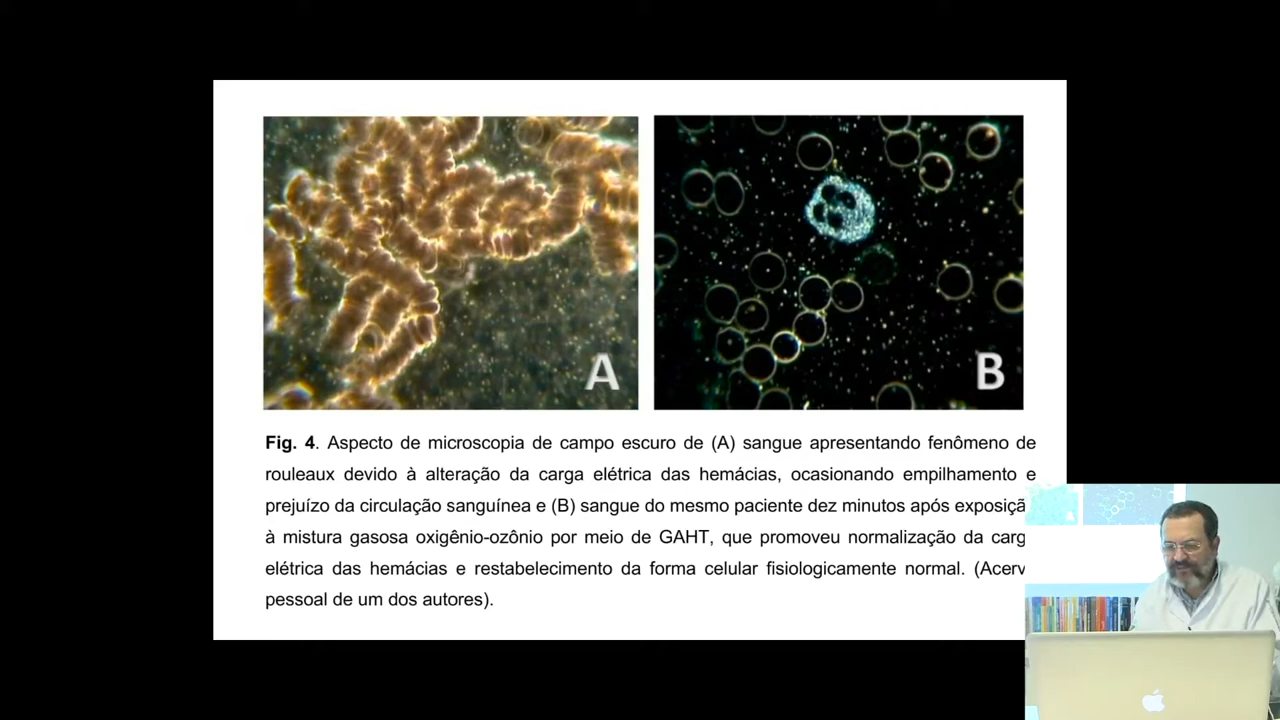 A
B
Fig. 4. Aspecto de microscopia de campo escuro de (A) sangue apresentando fenômeno de
rouleaux devido à alteração da carga elétrica das hemácias, ocasionando empilhamento e
prejuízo da circulação sanguínea e (B) sangue do mesmo paciente dez minutos após exposiçã
à mistura gasosa oxigênio-ozônio por meio de GAHT, que promoveu normalização da carg
elétrica das hemácias e restabelecimento da forma celular fisiologicamente normal. (Acerv
pessoal de um dos autores).